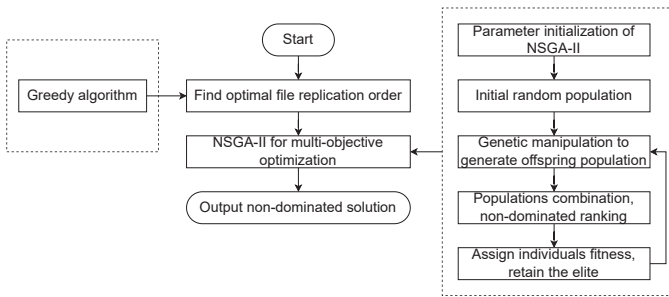 Start
Greedy algorithm
Find optimal file replication order
NSGA-II for multi-objective
optimization
Output non-dominated solution
Parameter initialization of
NSGA-II
Initial random population
Genetic manipulation to
generate offspring population
Populations combination,
non-dominated ranking
Assign individuals fitness,
retain the elite